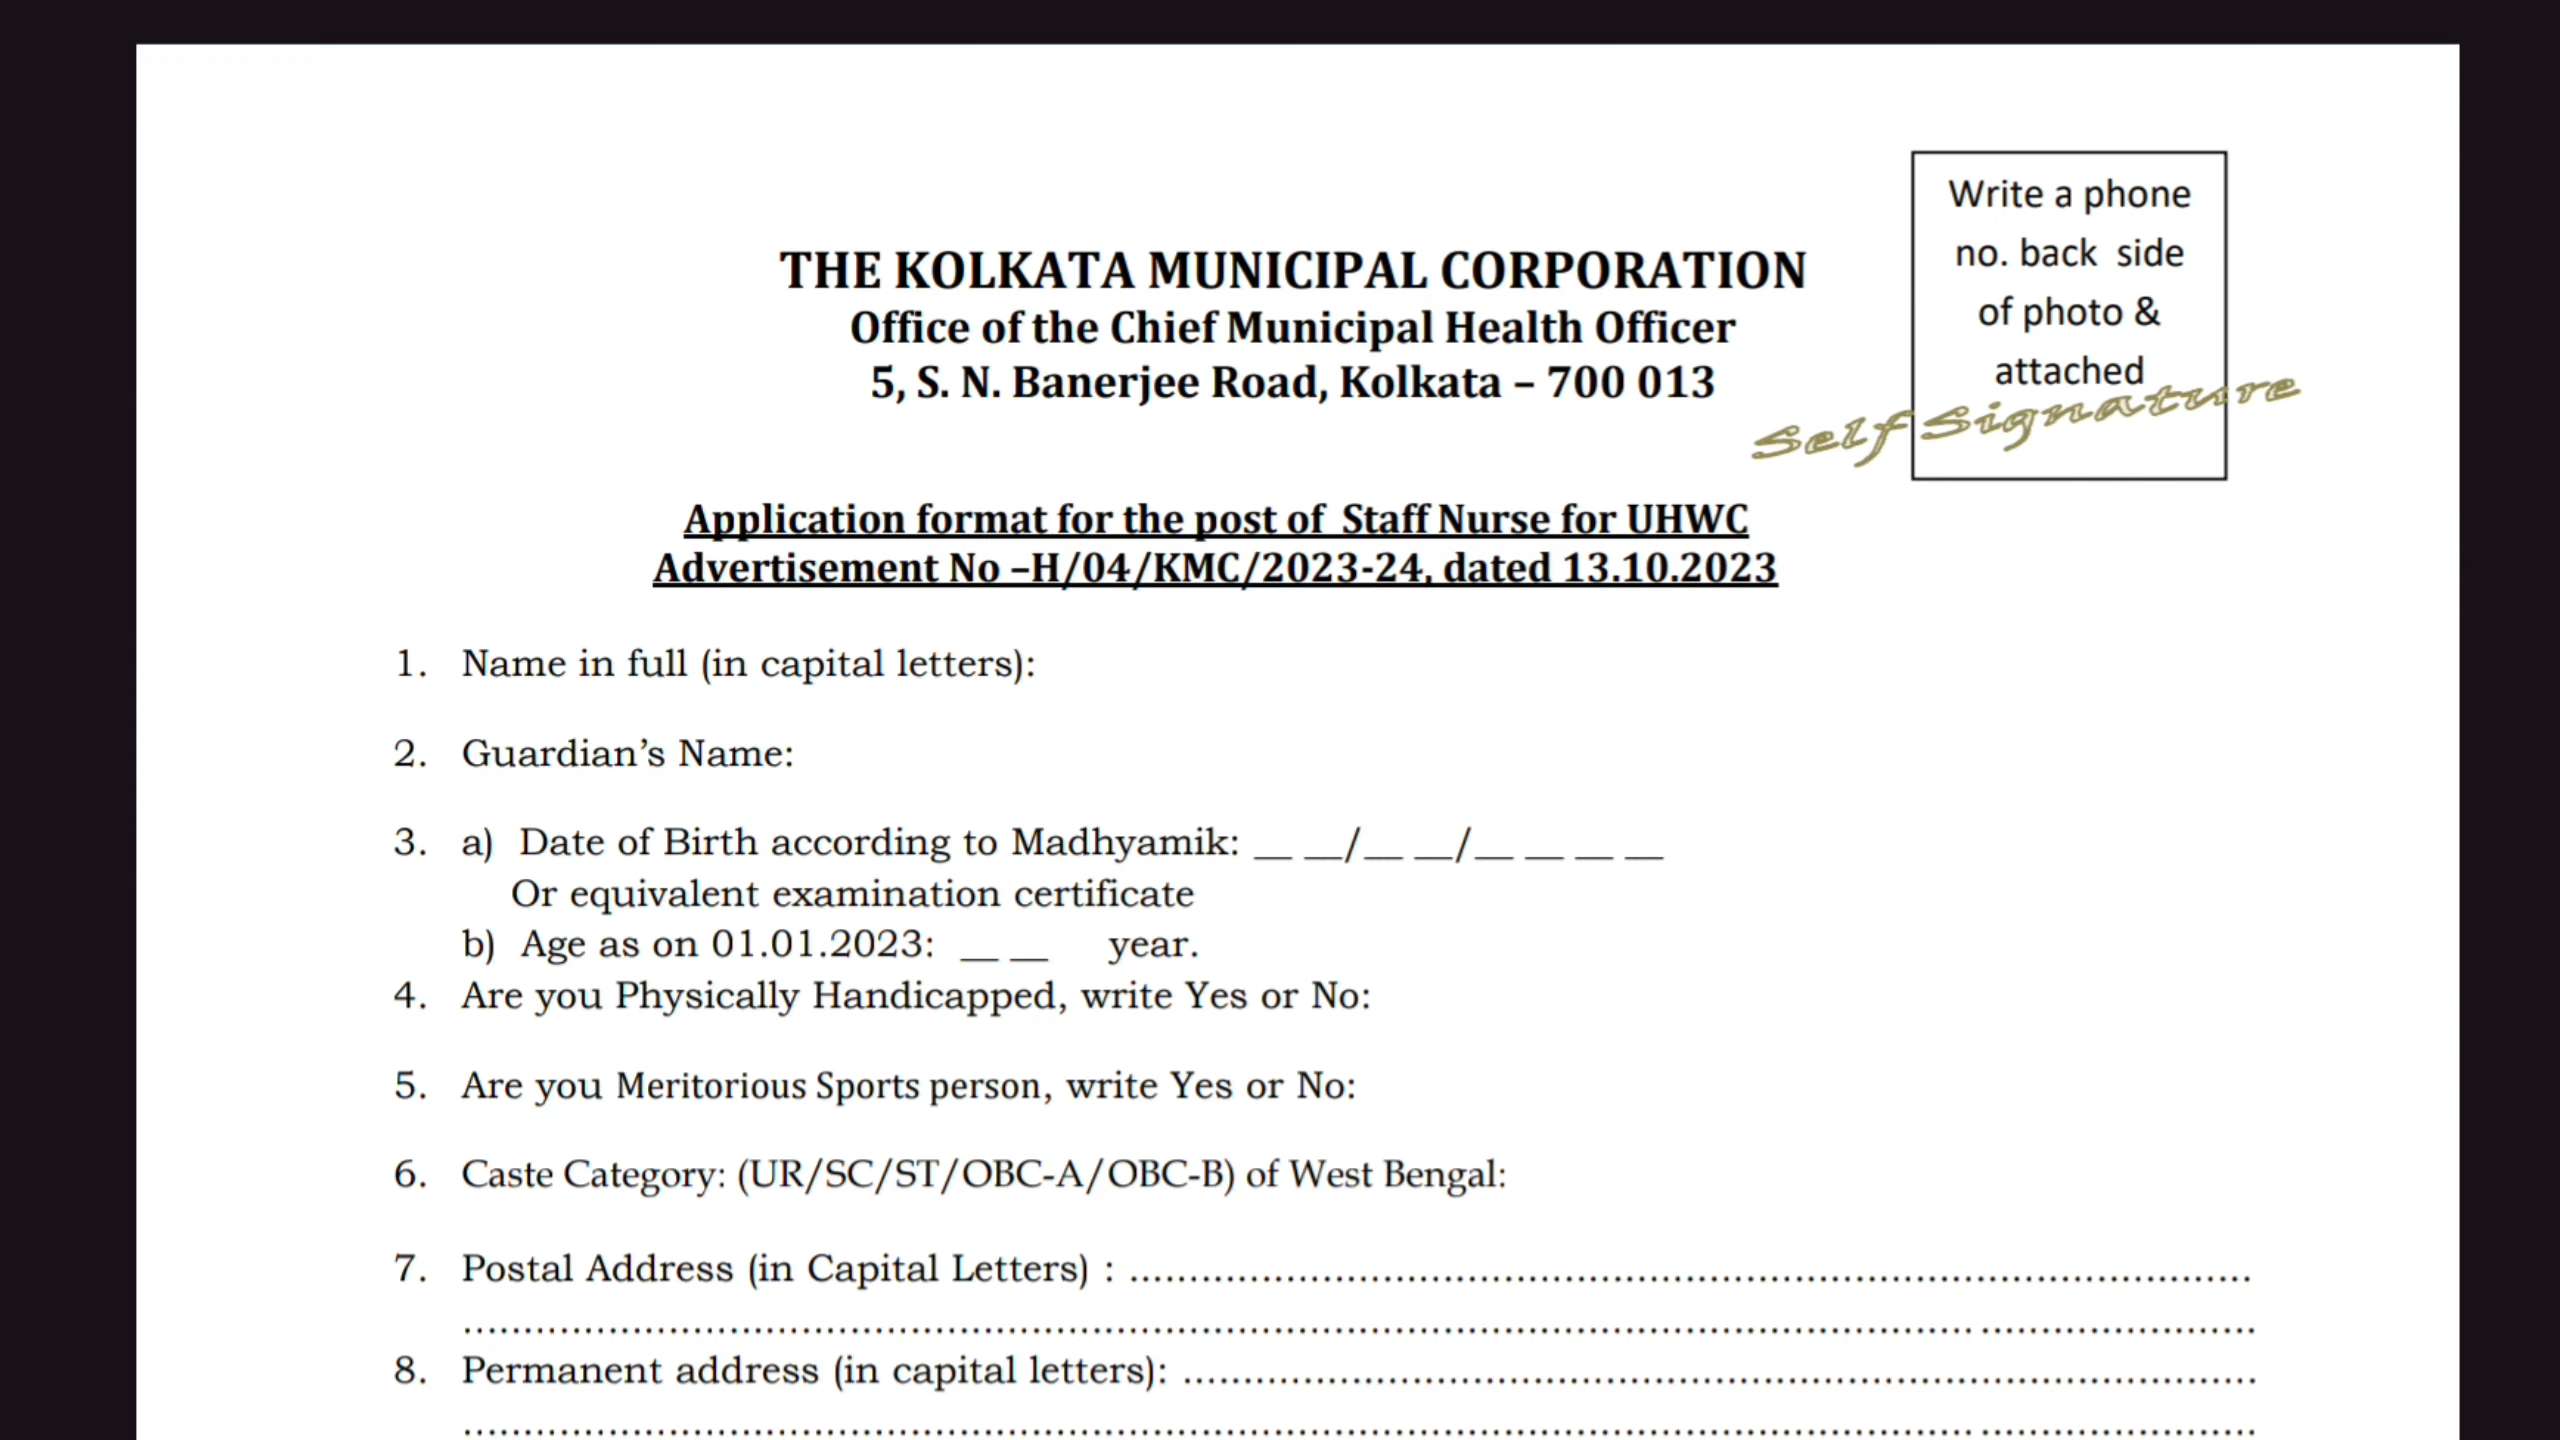 Write a phone
no. back side
of photo &
attached
Self Signature
THE KOLKATA MUNICIPAL CORPORATION
Office of the Chief Municipal Health Officer
5, S. N. Banerjee Road, Kolkata – 700 013
Application format for the post of Staff Nurse for UHWC
Advertisement No –H/04/KMC/2023-24, dated 13.10.2023
1. Name in full (in capital letters):
2. Guardian’s Name:
3. a) Date of Birth according to Madhyamik: __ __/__ __/__ __ __ __
Or equivalent examination certificate
b) Age as on 01.01.2023: __ __ year.
4. Are you Physically Handicapped, write Yes or No:
5. Are you Meritorious Sports person, write Yes or No:
6. Caste Category: (UR/SC/ST/OBC-A/OBC-B) of West Bengal:
7. Postal Address (in Capital Letters) : ................................................................................
................................................................................
8. Permanent address (in capital letters): ................................................................................
................................................................................